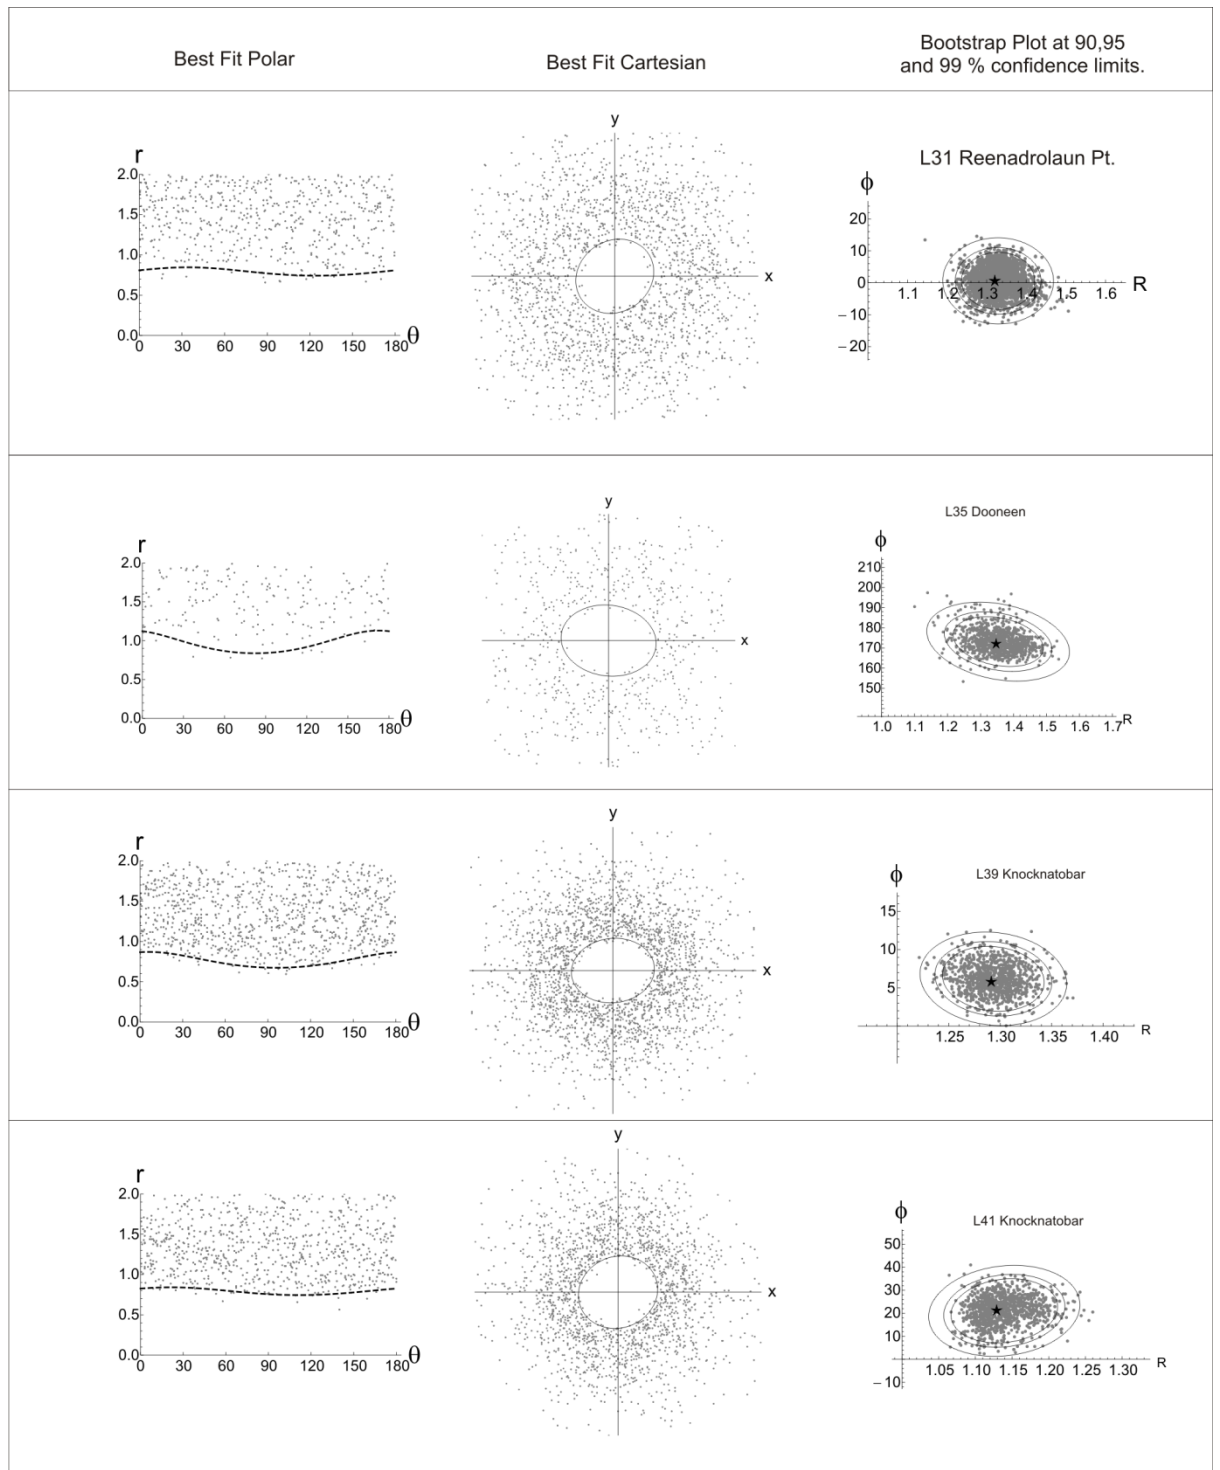 Best Fit Polar
Best Fit Cartesian
Bootstrap Plot at 90,95
and 99 % confidence limits.
r
2.0
1.5
1.0
0.5
0.0
0 30 60 90 120 150 180
θ
y
x
L31 Reenadrolaun Pt.
ϕ
20
10
0
–10
–20
1.1 1.2 1.3 1.4 1.5 1.6
R
r
2.0
1.5
1.0
0.5
0.0
0 30 60 90 120 150 180
θ
y
x
L35 Dooneen
ϕ
210
200
190
180
170
160
150
1.0 1.1 1.2 1.3 1.4 1.5 1.6 1.7
R
r
2.0
1.5
1.0
0.5
0.0
0 30 60 90 120 150 180
θ
y
x
L39 Knocknatobar
ϕ
15
10
5
1.25 1.30 1.35 1.40
R
r
2.0
1.5
1.0
0.5
0.0
0 30 60 90 120 150 180
θ
y
x
L41 Knocknatobar
ϕ
50
40
30
20
10
–10
1.05 1.10 1.15 1.20 1.25 1.30
R